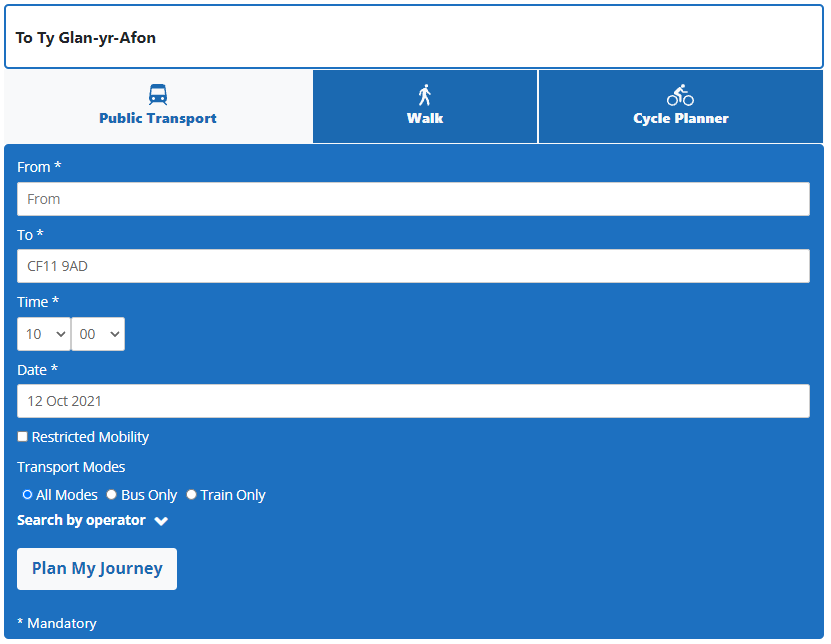 To Ty Glan-yr-Afon
Public Transport
Walk
Cycle Planner
From *
From
To *
CF11 9AD
Time *
10 00
Date *
12 Oct 2021
Restricted Mobility
Transport Modes
All Modes Bus Only Train Only
Search by operator
Plan My Journey
* Mandatory